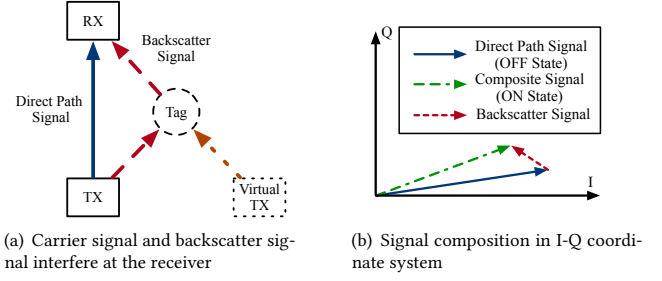 RX
Backscatter
Signal
Direct Path
Signal
Tag
TX
Virtual
TX
(a) Carrier signal and backscatter sig-
nal interfere at the receiver
Q
Direct Path Signal
(OFF State)
Composite Signal
(ON State)
Backscatter Signal
I
(b) Signal composition in I-Q coordi-
nate system